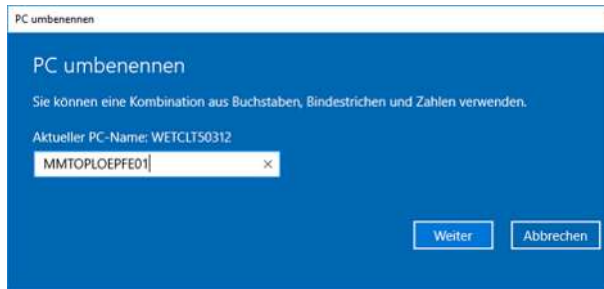 PC umbenennen
PC umbenennen
Sie können eine Kombination aus Buchstaben, Bindestrichen und Zahlen verwenden.
Aktueller PC-Name: WETCLT50312
MMTOPLOEPFE01
Weiter Abbrechen